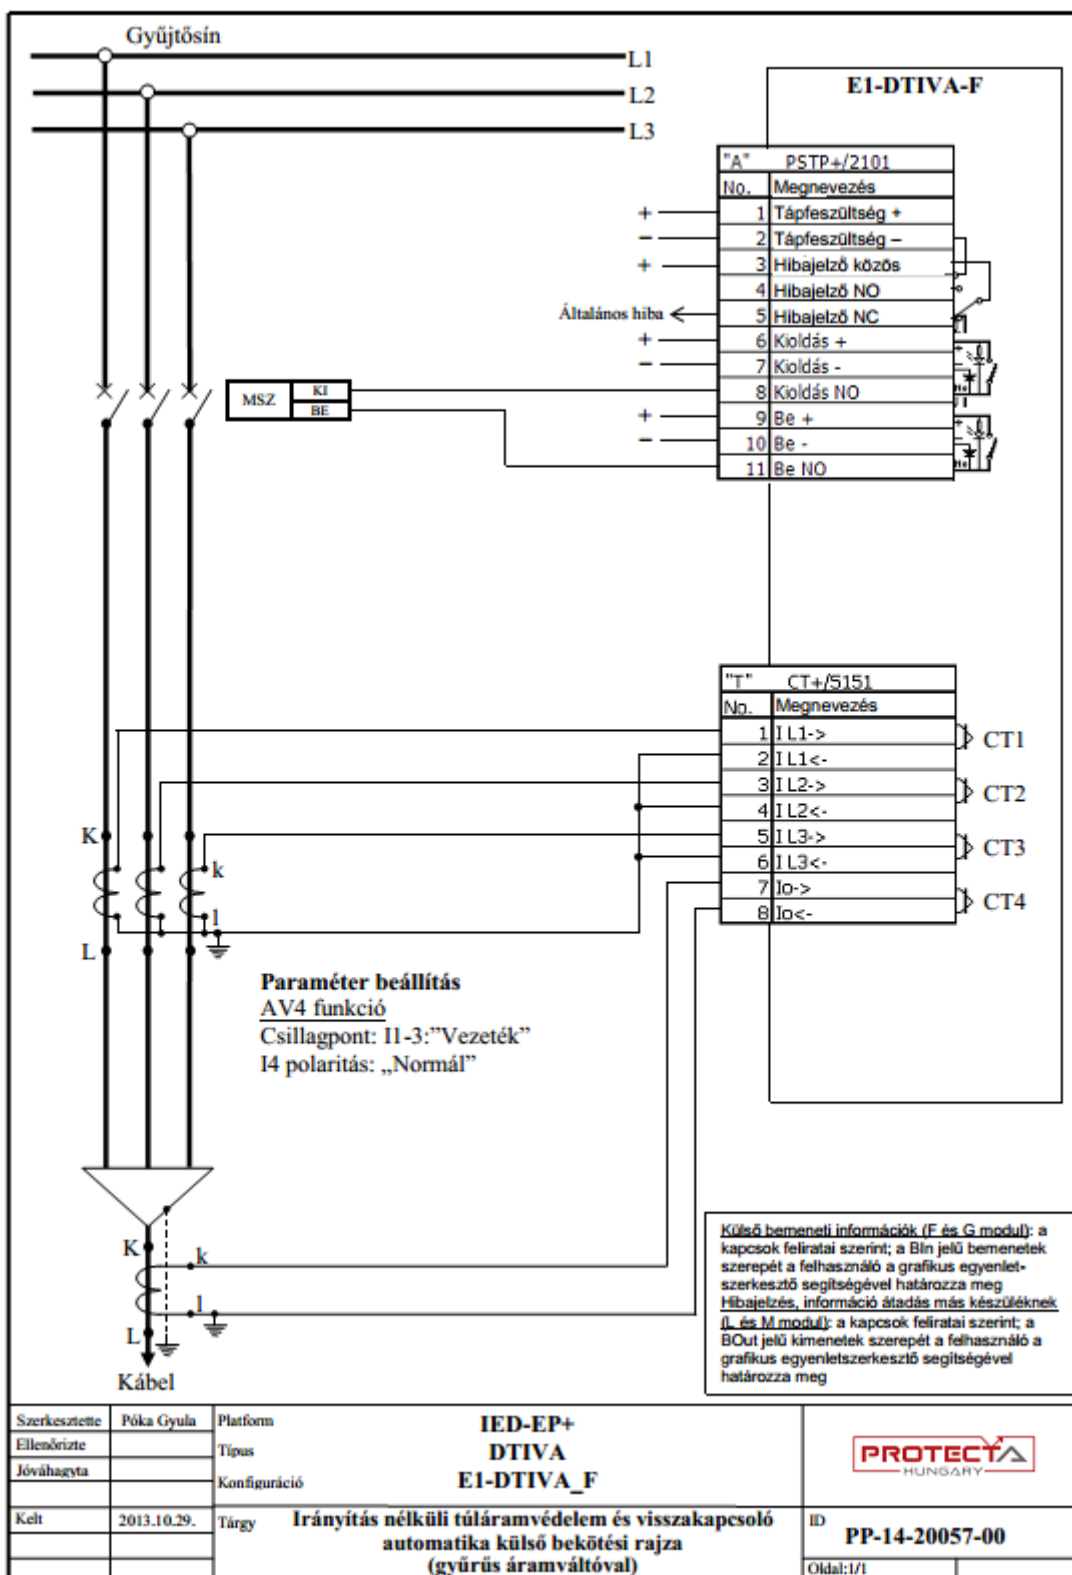 Gyűjtősín
L1
L2
L3
E1-DTIVA-F
"A" PSTP+/2101
No. Megnevezés
+ 1 Tápfeszültség +
− 2 Tápfeszültség −
+ 3 Hibajelző közös
4 Hibajelző NO
Általános hiba 5 Hibajelző NC
+ 6 Kioldás +
− 7 Kioldás -
8 Kioldás NO
+ 9 Be +
− 10 Be -
11 Be NO
MSZ KI
BE
"T" CT+/5151
No. Megnevezés
1 I L1->
2 I L1<-
CT1
3 I L2->
4 I L2<-
CT2
5 I L3->
6 I L3<-
CT3
7 Io->
8 Io<-
CT4
K
k
l
L
Paraméter beállítás
AV4 funkció
Csillagpont: I1-3:"Vezeték"
I4 polaritás: „Normál"
K
k
l
L
Kábel
Külső bemeneti információk (F és G modul): a
kapcsok feliratai szerint; a BIn jelű bemenetek
szerepét a felhasználó a grafikus egyenlet-
szerkesztő segítségével határozza meg
Hibajelzés, információ átadás más készüléknek
(L és M modul): a kapcsok feliratai szerint; a
BOut jelű kimenetek szerepét a felhasználó a
grafikus egyenletszerkesztő segítségével
határozza meg
Szerkesztette Póka Gyula
Ellenőrizte
Jóváhagyta
Kelt 2013.10.29.
Platform IED-EP+
Típus DTIVA
Konfiguráció E1-DTIVA_F
Tárgy Irányítás nélküli túláramvédelem és visszakapcsoló
automatika külső bekötési rajza
(gyűrűs áramváltóval)
PROTECTA
HUNGARY
ID
PP-14-20057-00
Oldal:1/1